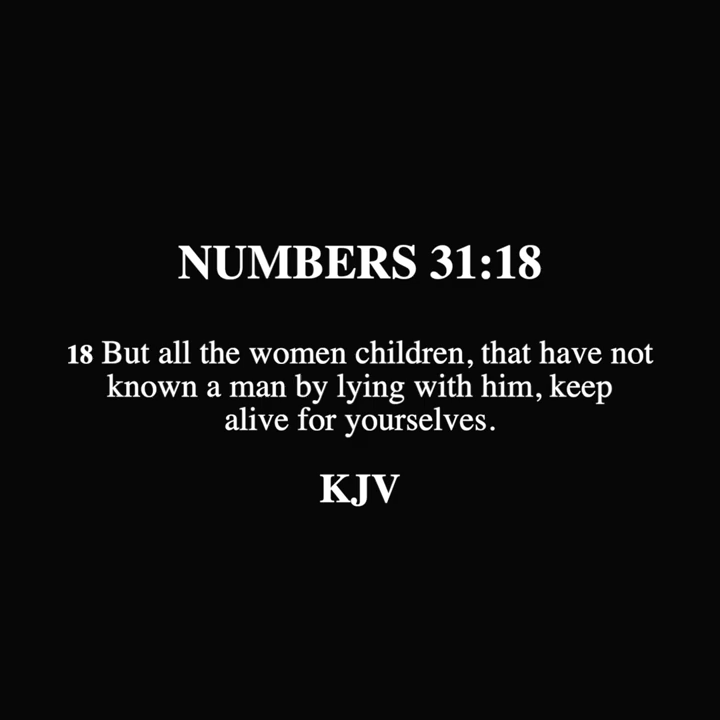 NUMBERS 31:18
18 But all the women children, that have not
known a man by lying with him, keep
alive for yourselves.
KJV